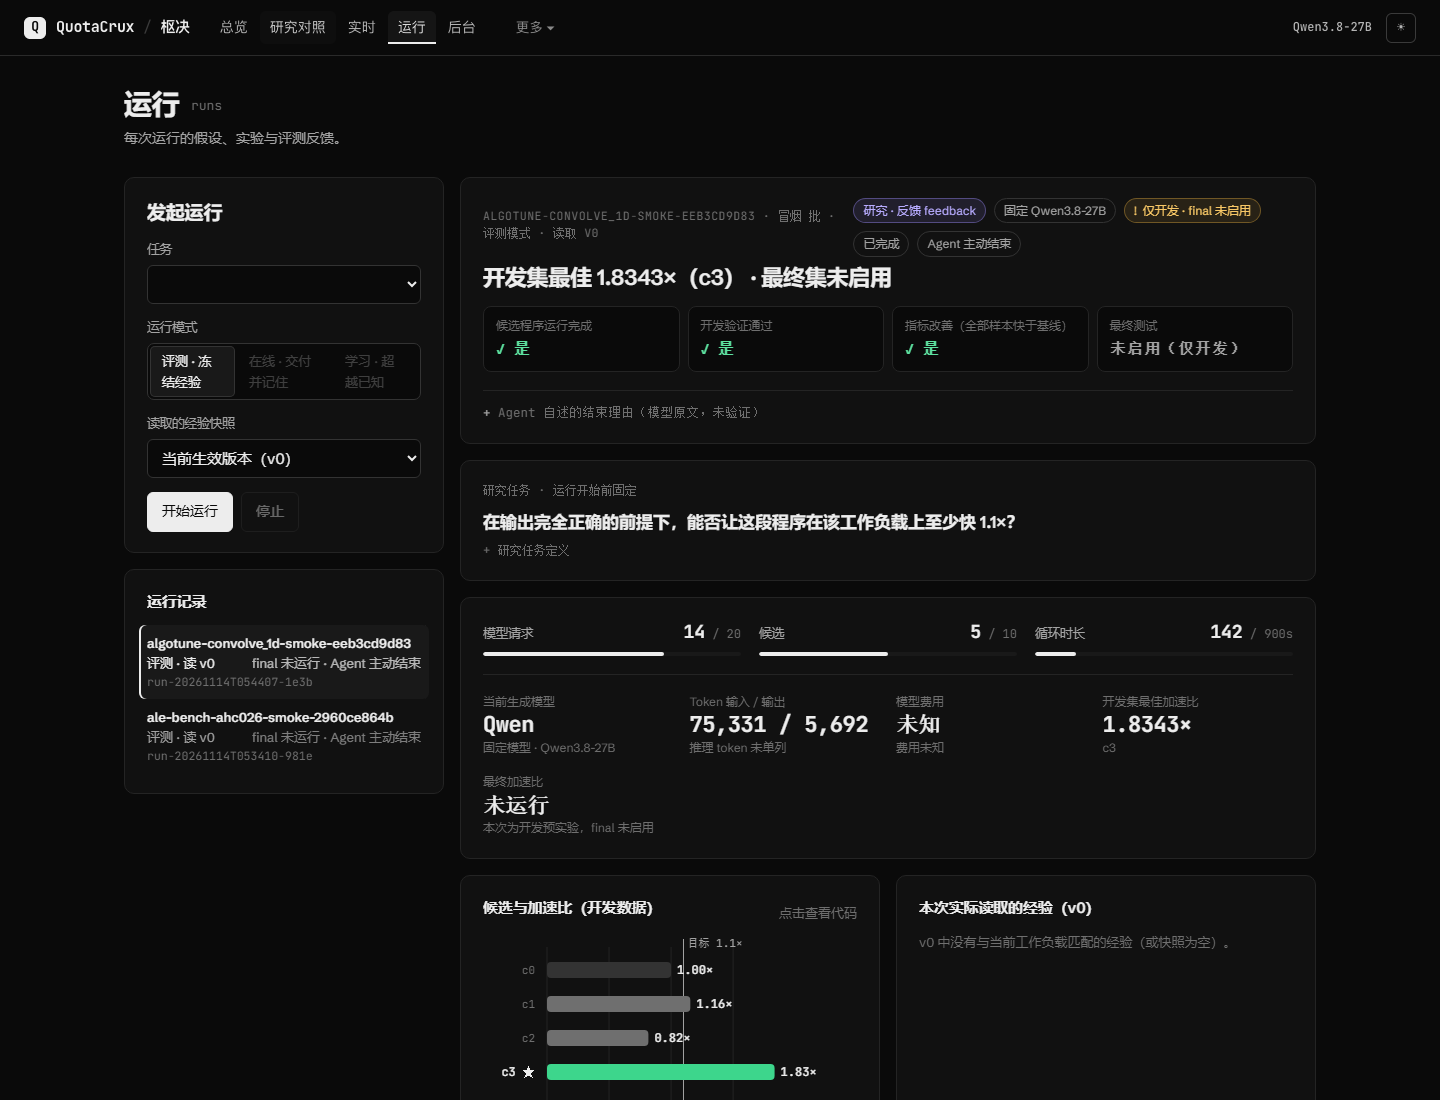 Q QuotaCrux / 枢决 总览 研究对照 实时 运行 后台 更多 Qwen3.8-27B
运行 runs
每次运行的假设、实验与评测反馈。
发起运行
任务
运行模式
评测 · 冻结经验
在线 · 交付并记住
学习 · 超越已知
读取的经验快照
当前生效版本（v0）
开始运行 停止
运行记录
algotune-convolve_1d-smoke-eeb3cd9d83
评测 · 读 v0 final 未运行 · Agent 主动结束
run-20261114T054407-1e3b
ale-bench-ahc026-smoke-2960ce864b
评测 · 读 v0 final 未运行 · Agent 主动结束
run-20261114T053410-981e
ALGOTUNE-CONVOLVE_1D-SMOKE-EEB3CD9D83 · 冒烟 批 ·
评测模式 · 读取 V0
研究 · 反馈 feedback 固定 Qwen3.8-27B ! 仅开发 · final 未启用
已完成 Agent 主动结束
开发集最佳 1.8343×（c3） · 最终集未启用
候选程序运行完成
✓ 是
开发验证通过
✓ 是
指标改善（全部样本快于基线）
✓ 是
最终测试
未启用（仅开发）
+ Agent 自述的结束理由（模型原文，未验证）
研究任务 · 运行开始前固定
在输出完全正确的前提下，能否让这段程序在该工作负载上至少快 1.1×？
+ 研究任务定义
模型请求 14 / 20
候选 5 / 10
循环时长 142 / 900s
当前生成模型
Qwen
固定模型 · Qwen3.8-27B
Token 输入 / 输出
75,331 / 5,692
推理 token 未单列
模型费用
未知
费用未知
开发集最佳加速比
1.8343×
c3
最终加速比
未运行
本次为开发预实验，final 未启用
候选与加速比（开发数据） 点击查看代码
目标 1.1×
c0 1.00×
c1 1.16×
c2 0.82×
c3 ★ 1.83×
本次实际读取的经验（v0）
v0 中没有与当前工作负载匹配的经验（或快照为空）。